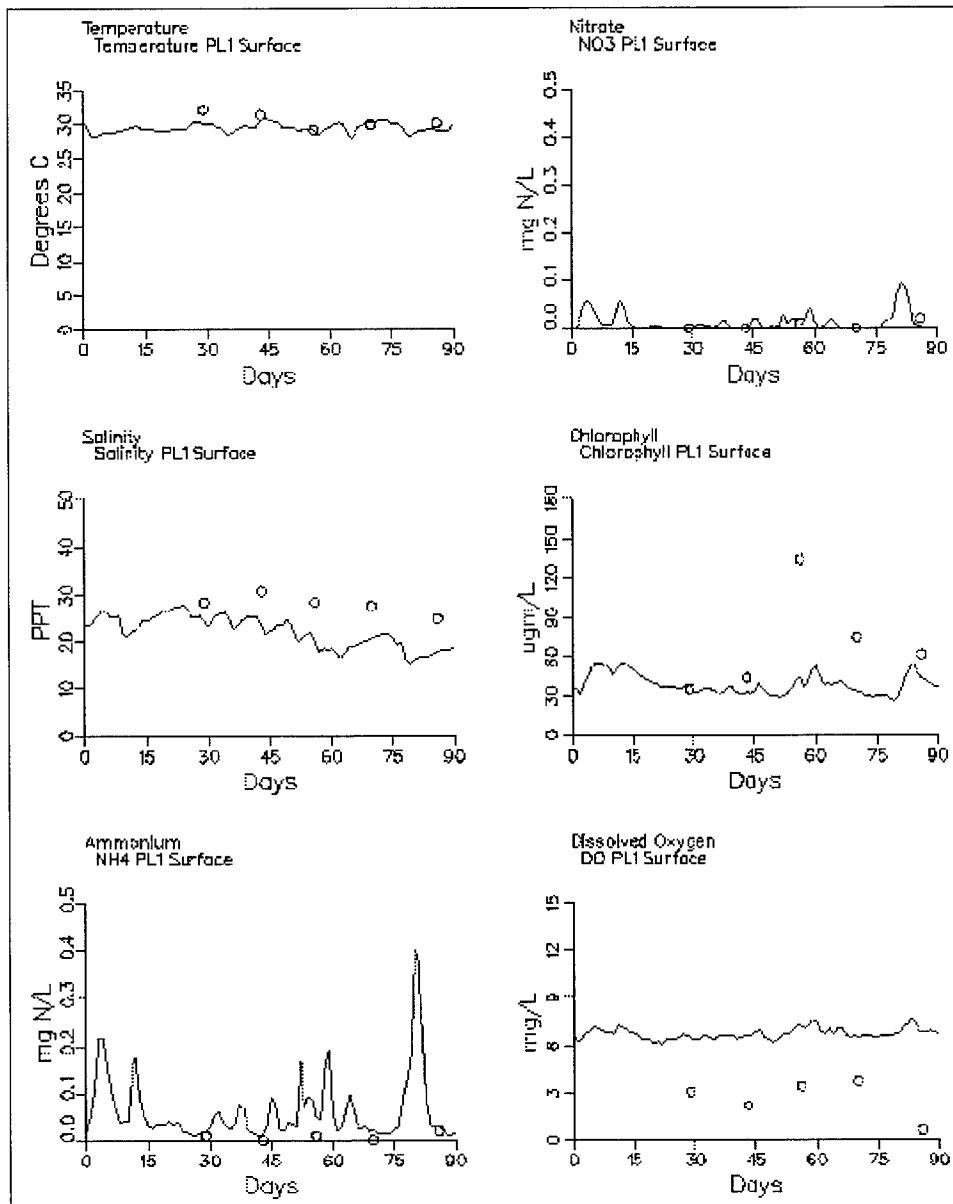 Temperature
Temperature PL1 Surface
35
30
25
20
15
10
5
0
Degrees C
0 15 30 45 60 75 90
Days
Nitrate
NO3 PL1 Surface
0.5
0.4
0.3
0.2
0.1
0.0
mg N/L
0 15 30 45 60 75 90
Days
Salinity
Salinity PL1 Surface
50
40
30
20
10
0
PPT
0 15 30 45 60 75 90
Days
Chlorophyll
Chlorophyll PL1 Surface
180
150
120
90
60
30
0
ugm/L
0 15 30 45 60 75 90
Days
Ammonium
NH4 PL1 Surface
0.5
0.4
0.3
0.2
0.1
0.0
mg N/L
0 15 30 45 60 75 90
Days
Dissolved Oxygen
DO PL1 Surface
15
12
9
6
3
0
mg/L
0 15 30 45 60 75 90
Days